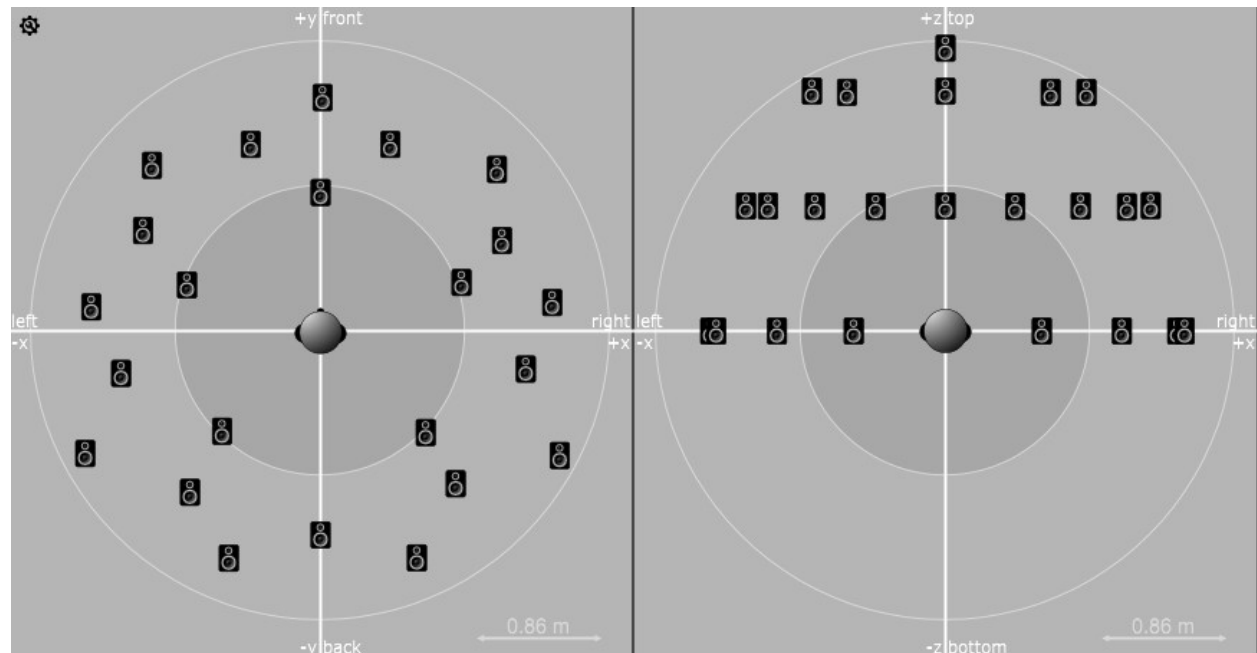 +y front
left
-x
right
+x
0.86 m
-y back
+z top
left
-x
right
+x
0.86 m
-z bottom